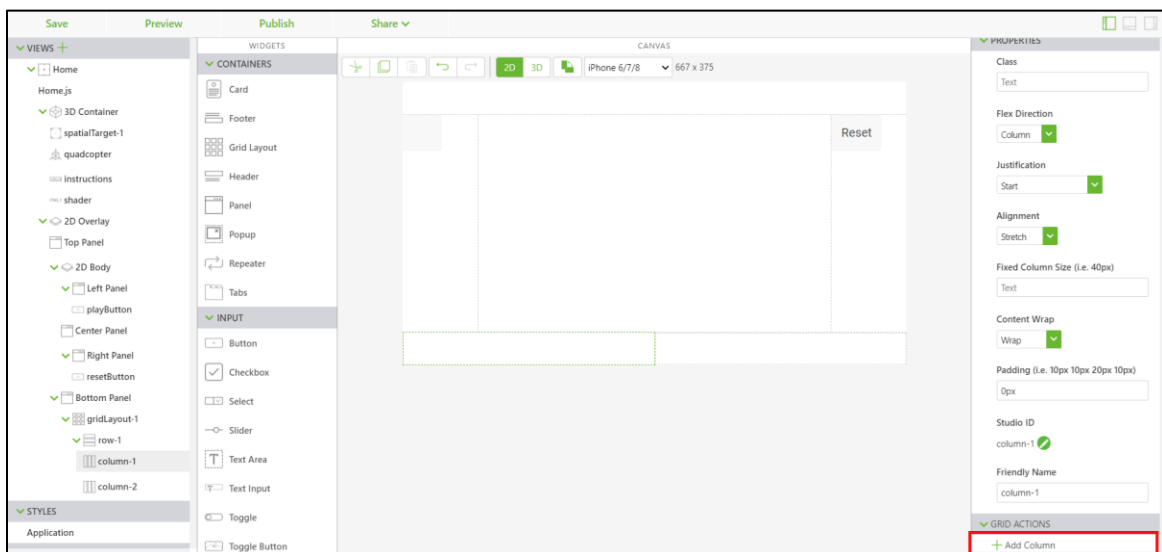 Save
Preview
Publish
Share
VIEWS
Home
Home.js
3D Container
spatialTarget-1
quadcopter
instructions
shader
2D Overlay
Top Panel
2D Body
Left Panel
playButton
Center Panel
Right Panel
resetButton
Bottom Panel
gridLayout-1
row-1
column-1
column-2
STYLES
Application
WIDGETS
CONTAINERS
Card
Footer
Grid Layout
Header
Panel
Popup
Repeater
Tabs
INPUT
Button
Checkbox
Select
Slider
Text Area
Text Input
Toggle
Toggle Button
CANVAS
2D
3D
iPhone 6/7/8
667 x 375
Reset
PROPERTIES
Class
Text
Flex Direction
Column
Justification
Start
Alignment
Stretch
Fixed Column Size (i.e. 40px)
Text
Content Wrap
Wrap
Padding (i.e. 10px 10px 20px 10px)
0px
Studio ID
column-1
Friendly Name
column-1
GRID ACTIONS
Add Column